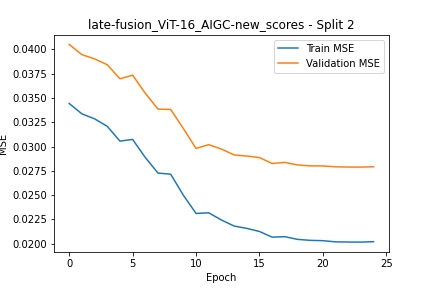 late-fusion_ViT-16_AIGC-new_scores - Split 2
Train MSE
Validation MSE
0.0400
0.0375
0.0350
0.0325
0.0300
0.0275
0.0250
0.0225
0.0200
MSE
0 5 10 15 20 25
Epoch